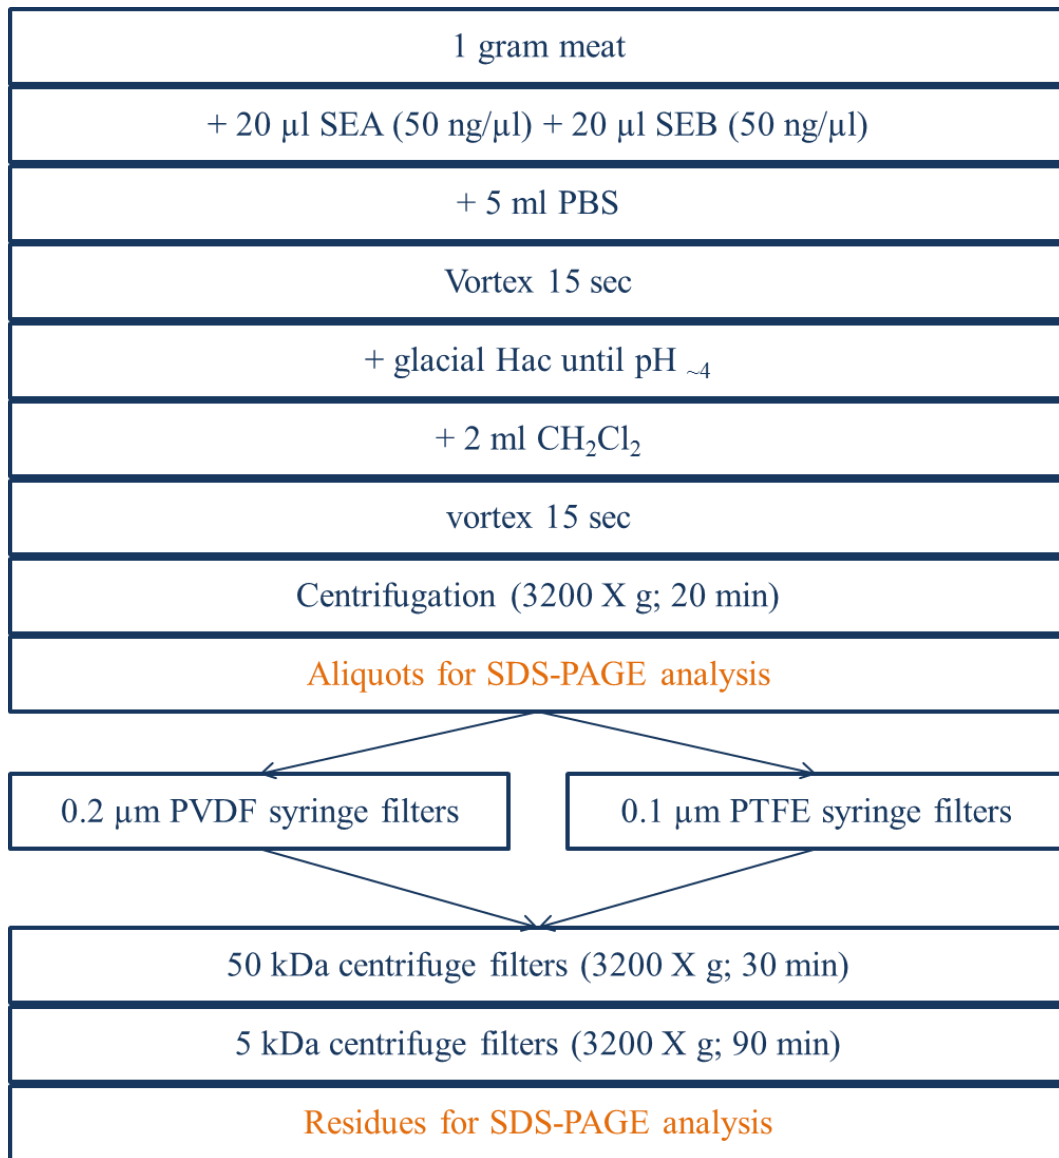 1 gram meat
+ 20 µl SEA (50 ng/µl) + 20 µl SEB (50 ng/µl)
+ 5 ml PBS
Vortex 15 sec
+ glacial Hac until pH ~4
+ 2 ml CH₂Cl₂
vortex 15 sec
Centrifugation (3200 X g; 20 min)
Aliquots for SDS-PAGE analysis
0.2 µm PVDF syringe filters
0.1 µm PTFE syringe filters
50 kDa centrifuge filters (3200 X g; 30 min)
5 kDa centrifuge filters (3200 X g; 90 min)
Residues for SDS-PAGE analysis